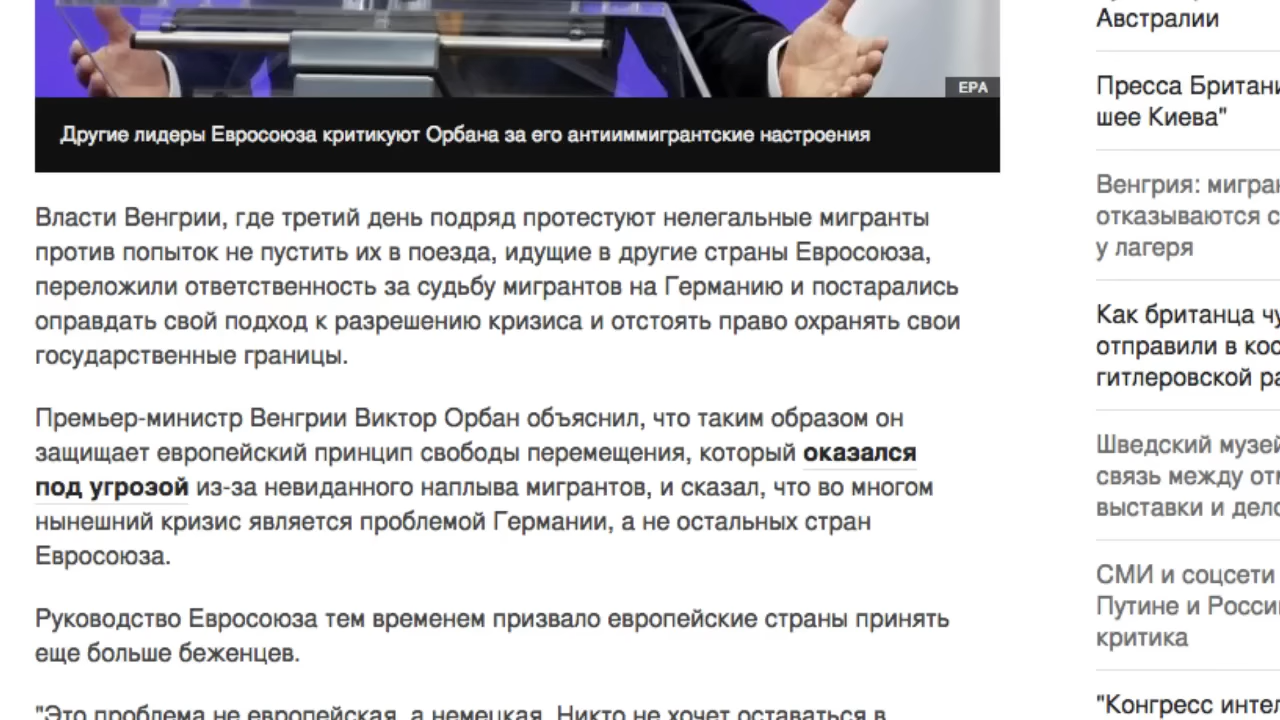 EPA
Другие лидеры Евросоюза критикуют Орбана за его антииммигрантские настроения
Власти Венгрии, где третий день подряд протестуют нелегальные мигранты
против попыток не пустить их в поезда, идущие в другие страны Евросоюза,
переложили ответственность за судьбу мигрантов на Германию и постарались
оправдать свой подход к разрешению кризиса и отстоять право охранять свои
государственные границы.
Премьер-министр Венгрии Виктор Орбан объяснил, что таким образом он
защищает европейский принцип свободы перемещения, который оказался
под угрозой из-за невиданного наплыва мигрантов, и сказал, что во многом
нынешний кризис является проблемой Германии, а не остальных стран
Евросоюза.
Руководство Евросоюза тем временем призвало европейские страны принять
еще больше беженцев.
"Это проблема не европейская, а немецкая. Никто не хочет оставаться в
Австралии
Пресса Британи
шее Киева"
Венгрия: мигран
отказываются с
у лагеря
Как британца чу
отправили в кос
гитлеровской ра
Шведский музей
связь между отм
выставки и дело
СМИ и соцсети
Путине и России
критика
"Конгресс интел